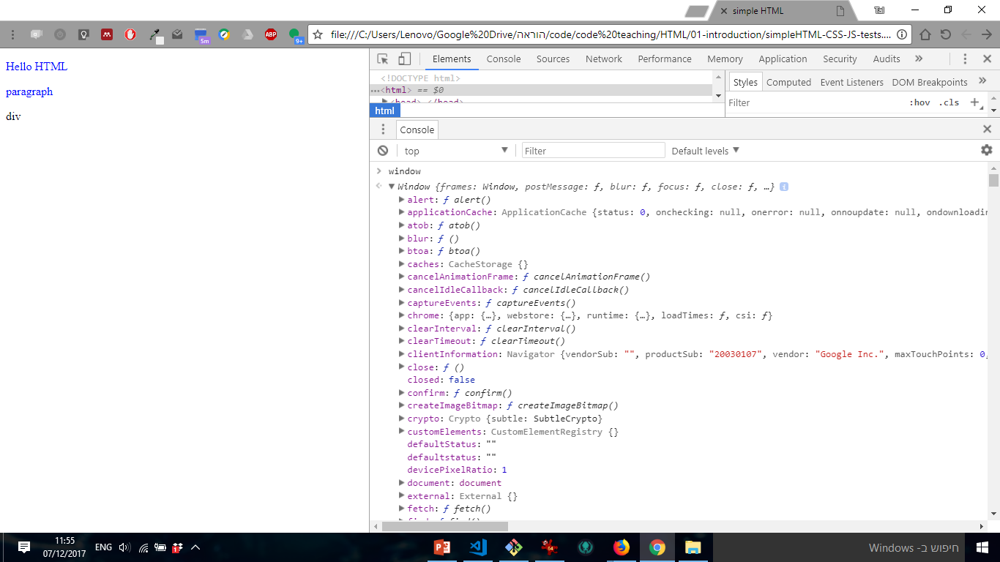 simple HTML
Tal
5m
ABP
9+
file:///C:/Users/Lenovo/Google%20Drive/הוראה/code/code%20teaching/HTML/01-introduction/simpleHTML-CSS-JS-tests....
Hello HTML
paragraph
div
Elements Console Sources Network Performance Memory Application Security Audits »
<!DOCTYPE html>
...<html> == $0
<head>…</head>
html
Styles Computed Event Listeners DOM Breakpoints »
Filter :hov .cls +
Console
top Filter Default levels
> window
Window {frames: Window, postMessage: ƒ, blur: ƒ, focus: ƒ, close: ƒ, …} i
alert: ƒ alert()
applicationCache: ApplicationCache {status: 0, onchecking: null, onerror: null, onnoupdate: null, ondownloadin
atob: ƒ atob()
blur: ƒ ()
btoa: ƒ btoa()
caches: CacheStorage {}
cancelAnimationFrame: ƒ cancelAnimationFrame()
cancelIdleCallback: ƒ cancelIdleCallback()
captureEvents: ƒ captureEvents()
chrome: {app: {…}, webstore: {…}, runtime: {…}, loadTimes: ƒ, csi: ƒ}
clearInterval: ƒ clearInterval()
clearTimeout: ƒ clearTimeout()
clientInformation: Navigator {vendorSub: "", productSub: "20030107", vendor: "Google Inc.", maxTouchPoints: 0,
close: ƒ ()
closed: false
confirm: ƒ confirm()
createImageBitmap: ƒ createImageBitmap()
crypto: Crypto {subtle: SubtleCrypto}
customElements: CustomElementRegistry {}
defaultStatus: ""
defaultstatus: ""
devicePixelRatio: 1
document: document
external: External {}
fetch: ƒ fetch()
find: ƒ find()
11:55
07/12/2017
ENG
64
חיפוש ב- Windows